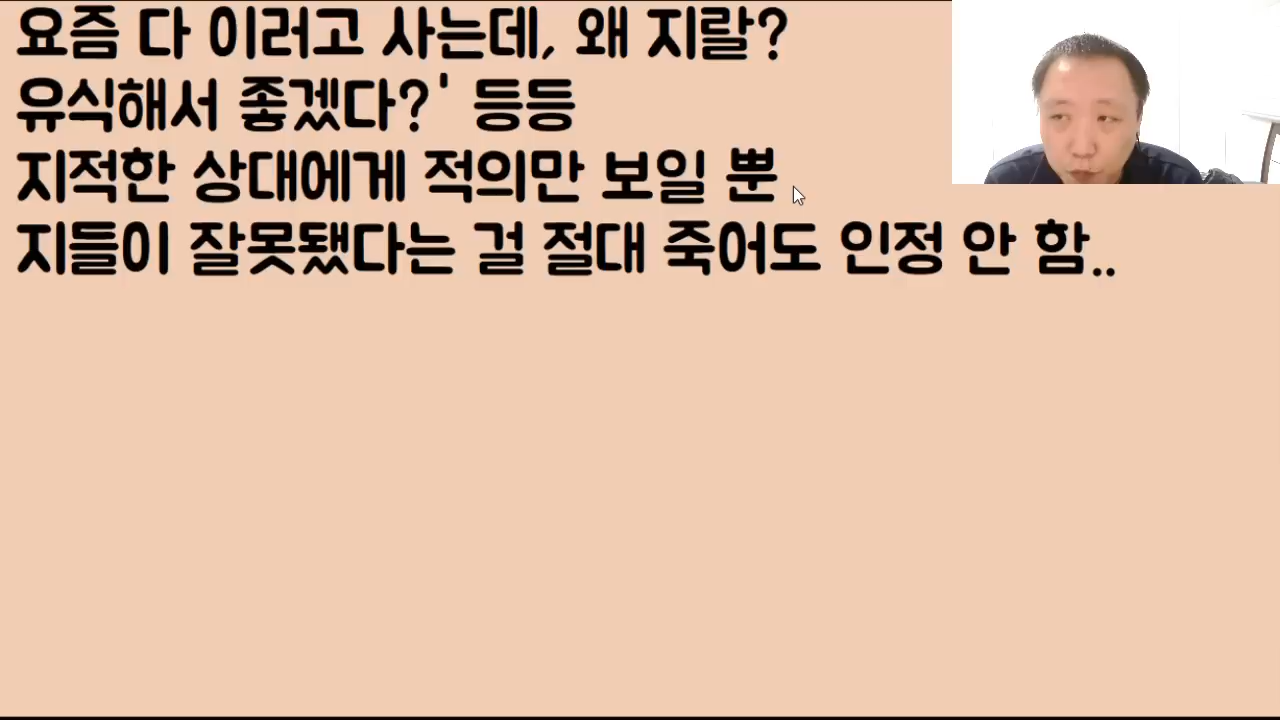 요즘 다 이러고 사는데, 왜 지랄?
유식해서 좋겠다?' 등등
지적한 상대에게 적의만 보일 뿐
지들이 잘못됐다는 걸 절대 죽어도 인정 안 함..